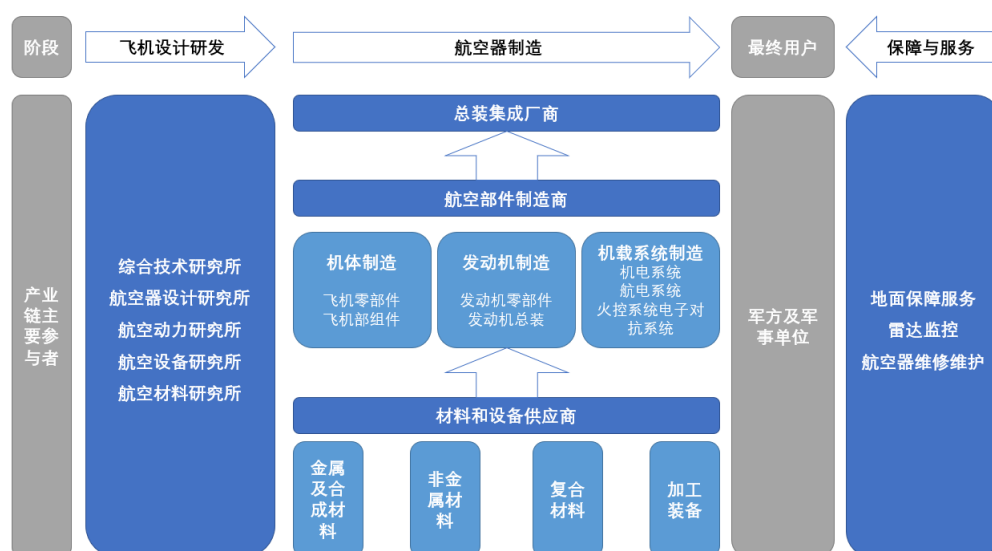 阶段
飞机设计研发
航空器制造
最终用户
保障与服务
产业
链主
要参
与者
综合技术研究所
航空器设计研究所
航空动力研究所
航空设备研究所
航空材料研究所
总装集成厂商
航空部件制造商
机体制造
飞机零部件
飞机部组件
发动机制造
发动机零部件
发动机总装
机载系统制造
机电系统
航电系统
火控系统电子对
抗系统
材料和设备供应商
金属
及合
成材
料
非金
属材
料
复合
材料
加工
装备
军方及军
事单位
地面保障服务
雷达监控
航空器维修维护